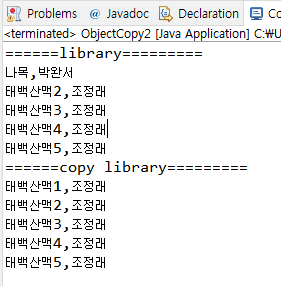 Problems @ Javadoc Declaration Co
<terminated> ObjectCopy2 [Java Application] C:₩U
======library=========
나목,박완서
태백산맥2,조정래
태백산맥3,조정래
태백산맥4,조정래
태백산맥5,조정래
======copy library=========
태백산맥1,조정래
태백산맥2,조정래
태백산맥3,조정래
태백산맥4,조정래
태백산맥5,조정래